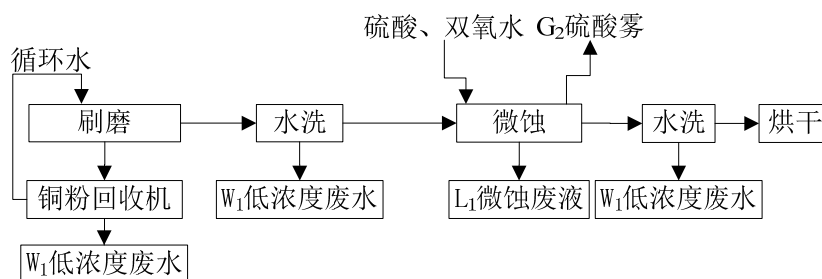 硫酸、双氧水 G₂硫酸雾
循环水
刷磨
水洗
微蚀
水洗
烘干
铜粉回收机
W₁低浓度废水
L₁微蚀废液
W₁低浓度废水
W₁低浓度废水